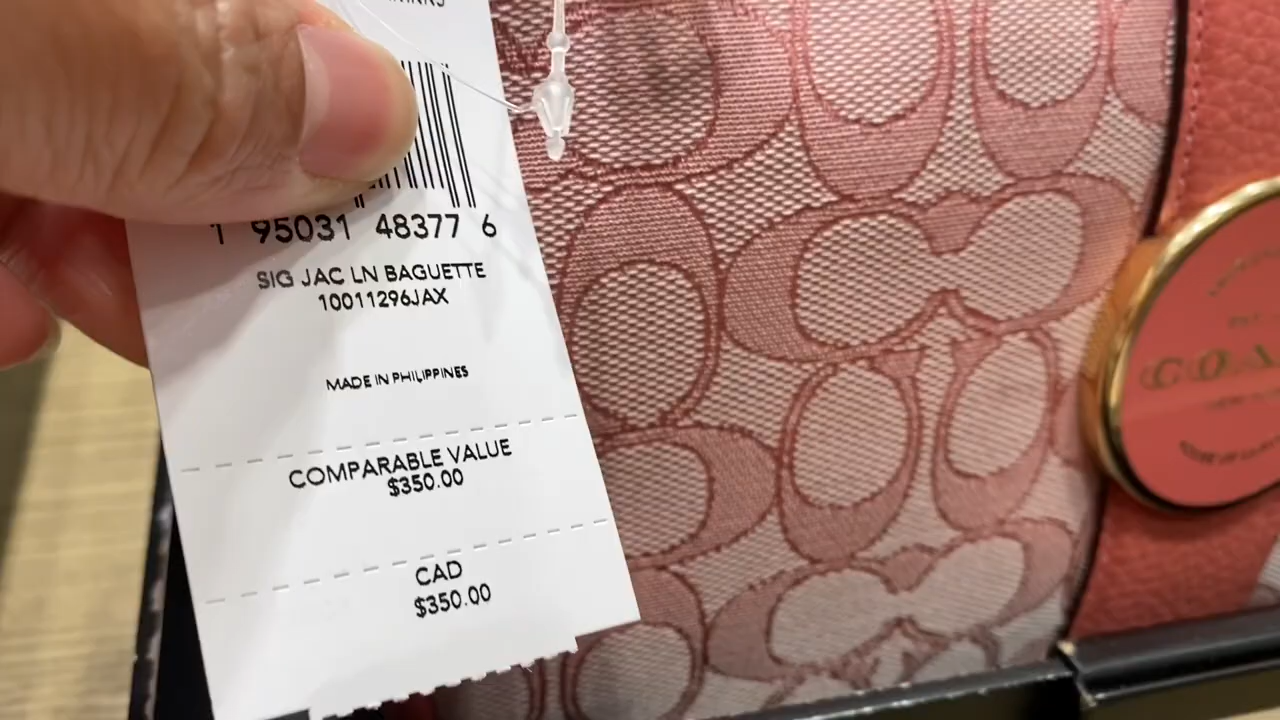 1 95031 48377 6
SIG JAC LN BAGUETTE
10011296JAX
MADE IN PHILIPPINES
COMPARABLE VALUE
$350.00
CAD
$350.00
COA